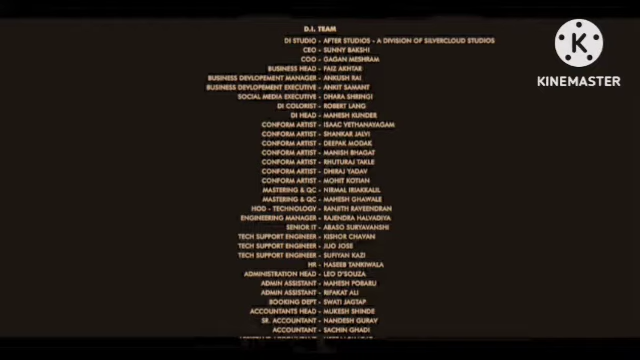 D.I. TEAM
DI STUDIO - AFTER STUDIOS - A DIVISION OF SILVERCLOUD STUDIOS
CEO - SUNNY BAKSHI
COO - GAGAN MESHRAM
BUSINESS HEAD - FAIZ AKHTAR
BUSINESS DEVLOPEMENT MANAGER - ANKUSH RAI
BUSINESS DEVLOPEMENT EXECUTIVE - ANKIT SAMANT
SOCIAL MEDIA EXECUTIVE - DHARA SHRINGI
DI COLORIST - ROBERT LANG
DI HEAD - MAHESH KUNDER
CONFORM ARTIST - ISAAC VETHANAYAGAM
CONFORM ARTIST - SHANKAR JALVI
CONFORM ARTIST - DEEPAK MODAK
CONFORM ARTIST - MANISH BHAGAT
CONFORM ARTIST - RHUTURAJ TAKLE
CONFORM ARTIST - DHIRAJ YADAV
CONFORM ARTIST - MOHIT KOTIAN
MASTERING & QC - NIRMAL IRIAKKALIL
MASTERING & QC - MAHESH GHAWALE
HOD - TECHNOLOGY - RANJITH RAVEENDRAN
ENGINEERING MANAGER - RAJENDRA HALVADIYA
SENIOR IT - ABASO SURYAVANSHI
TECH SUPPORT ENGINEER - KISHOR CHAVAN
TECH SUPPORT ENGINEER - JIJO JOSE
TECH SUPPORT ENGINEER - SUFIYAN KAZI
HR - HASEEB TANKIWALA
ADMINISTRATION HEAD - LEO D'SOUZA
ADMIN ASSISTANT - MAHESH POBARU
ADMIN ASSISTANT - RIFAKAT ALI
BOOKING DEPT - SWATI JAGTAP
ACCOUNTANTS HEAD - MUKESH SHINDE
SR. ACCOUNTANT - NANDESH GURAV
ACCOUNTANT - SACHIN GHADI
K
KINEMASTER